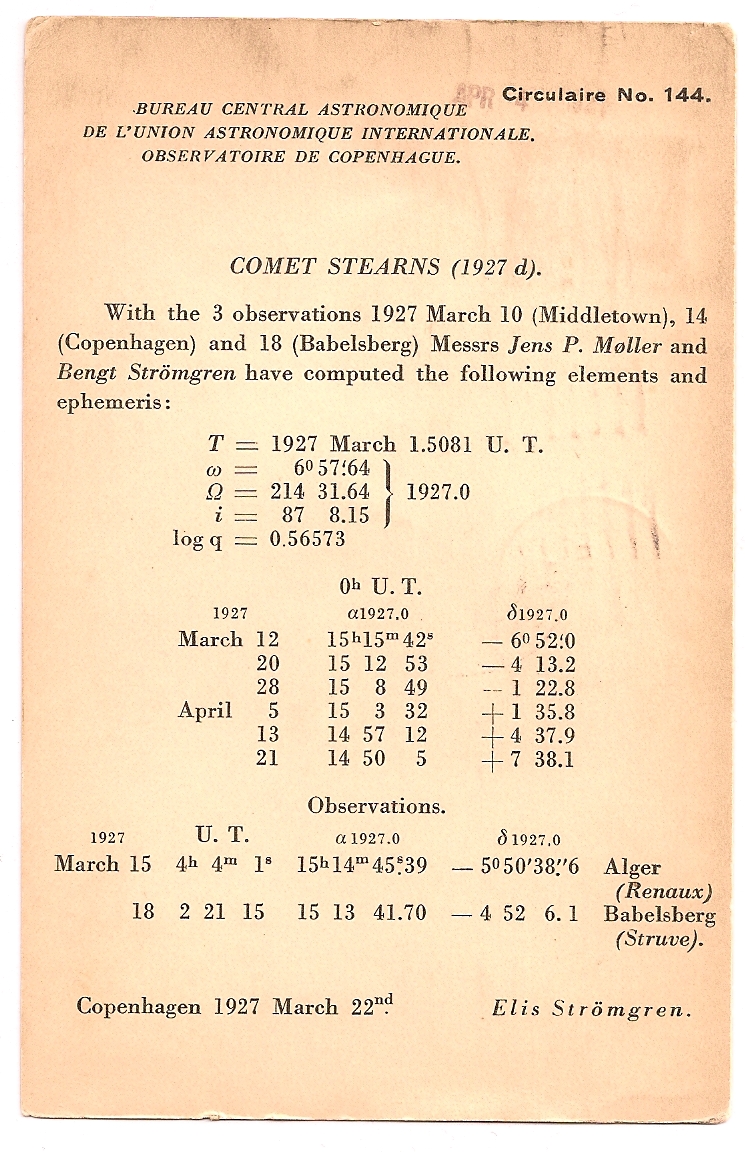 Circulaire No. 144.
BUREAU CENTRAL ASTRONOMIQUE
DE L'UNION ASTRONOMIQUE INTERNATIONALE.
OBSERVATOIRE DE COPENHAGUE.
COMET STEARNS (1927 d).
With the 3 observations 1927 March 10 (Middletown), 14
(Copenhagen) and 18 (Babelsberg) Messrs Jens P. Møller and
Bengt Strömgren have computed the following elements and
ephemeris:
T = 1927 March 1.5081 U. T.
ω = 6° 57.′64
Ω = 214 31.64 } 1927.0
i = 87 8.15
log q = 0.56573
0ʰ U. T.
1927 α1927.0 δ1927.0
March 12 15ʰ15ᵐ42ˢ — 6° 52.′0
20 15 12 53 — 4 13.2
28 15 8 49 — 1 22.8
April 5 15 3 32 + 1 35.8
13 14 57 12 + 4 37.9
21 14 50 5 + 7 38.1
Observations.
1927 U. T. α1927.0 δ1927.0
March 15 4ʰ 4ᵐ 1ˢ 15ʰ14ᵐ45.ˢ39 — 5°50′38.″6 Alger
(Renaux)
18 2 21 15 15 13 41.70 — 4 52 6.1 Babelsberg
(Struve).
Copenhagen 1927 March 22nd. Elis Strömgren.